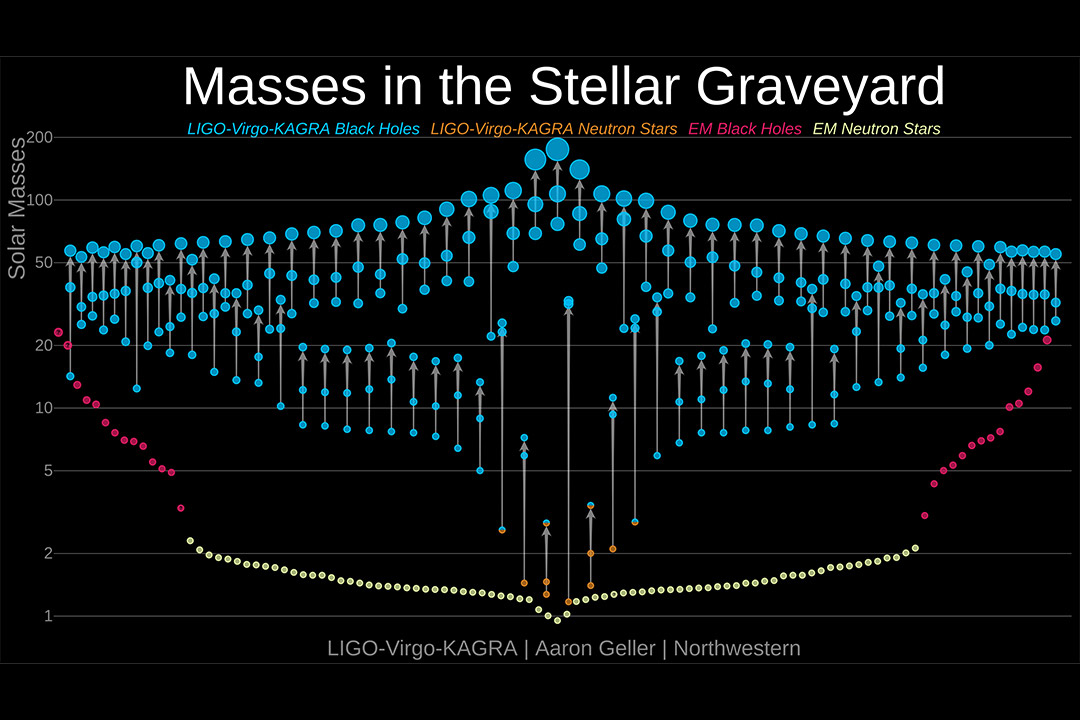 Masses in the Stellar Graveyard
LIGO-Virgo-KAGRA Black Holes LIGO-Virgo-KAGRA Neutron Stars EM Black Holes EM Neutron Stars
Solar Masses
200
100
50
20
10
5
2
1
LIGO-Virgo-KAGRA | Aaron Geller | Northwestern